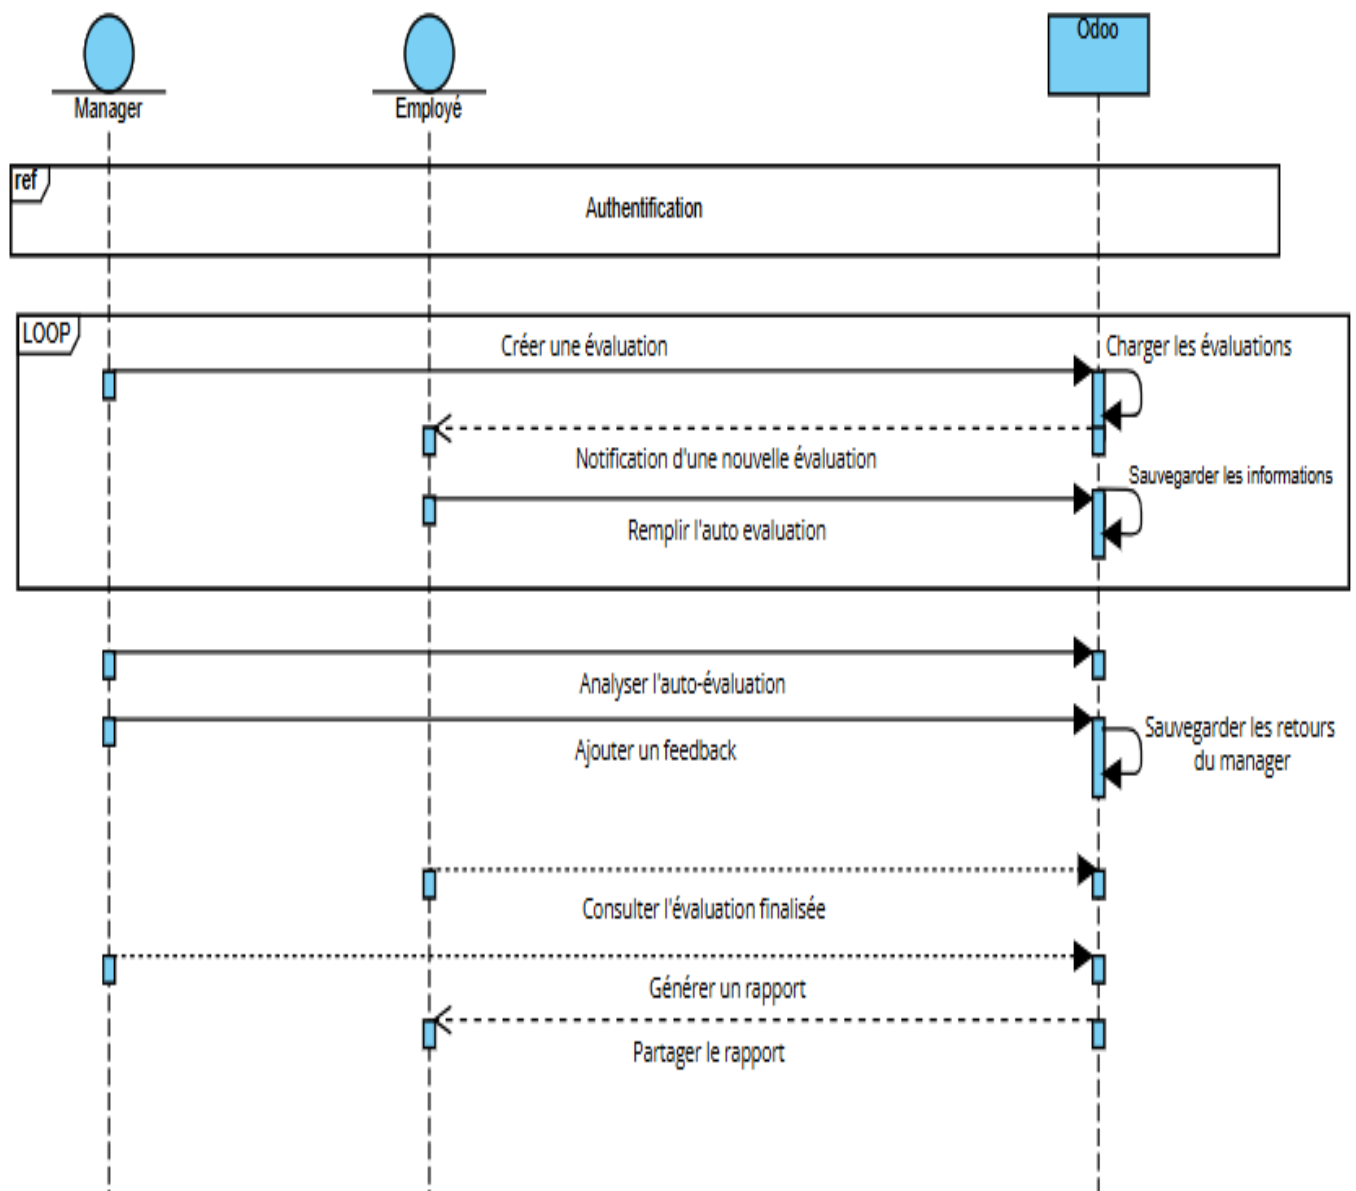 Manager
Employé
Odoo
ref
Authentification
LOOP
Créer une évaluation
Charger les évaluations
Notification d'une nouvelle évaluation
Sauvegarder les informations
Remplir l'auto evaluation
Analyser l'auto-évaluation
Ajouter un feedback
Sauvegarder les retours
du manager
Consulter l'évaluation finalisée
Générer un rapport
Partager le rapport